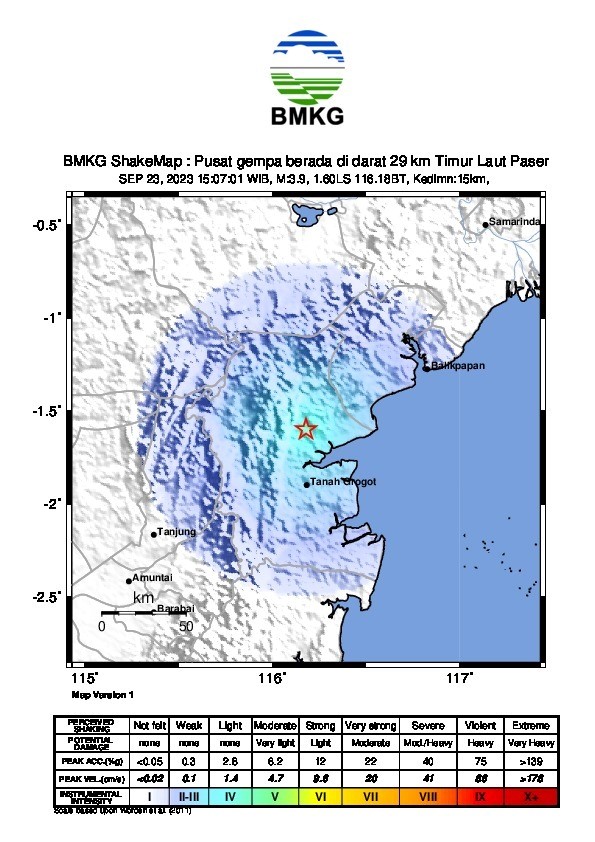 BMKG
BMKG ShakeMap : Pusat gempa berada di darat 29 km Timur Laut Paser
SEP 23, 2023 15:07:01 WIB, M:3.9, 1.60LS 116.18BT, Kedlmn:15km,
-0.5°
Samarinda
-1°
Balikpapan
-1.5°
Tanah Grogot
-2°
Tanjung
Amuntai
-2.5°
km
Barabai
0 50
115° 116° 117°
Map Version 1
PERCEIVED SHAKING Not felt Weak Light Moderate Strong Very strong Severe Violent Extreme
POTENTIAL DAMAGE none none none Very light Light Moderate Mod./Heavy Heavy Very Heavy
PEAK ACC.(%g) <0.05 0.3 2.8 6.2 12 22 40 75 >139
PEAK VEL.(cm/s) <0.02 0.1 1.4 4.7 9.6 20 41 86 >178
INSTRUMENTAL INTENSITY I II-III IV V VI VII VIII IX X+
Scale based upon Worden et al. (2011)